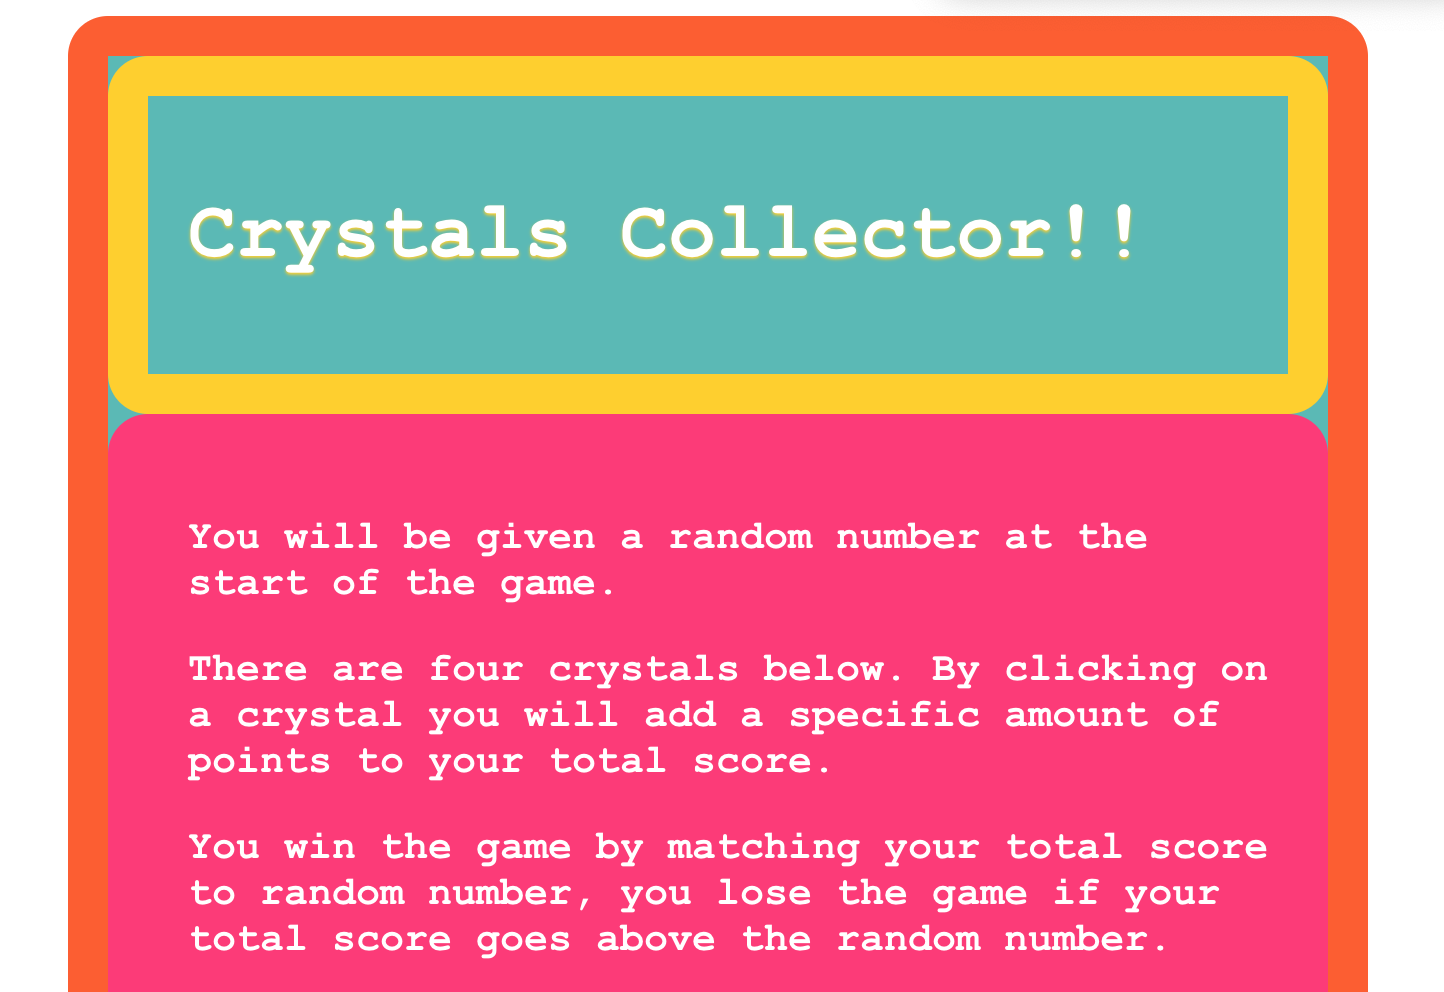 Crystals Collector!!
You will be given a random number at the
start of the game.
There are four crystals below. By clicking on
a crystal you will add a specific amount of
points to your total score.
You win the game by matching your total score
to random number, you lose the game if your
total score goes above the random number.